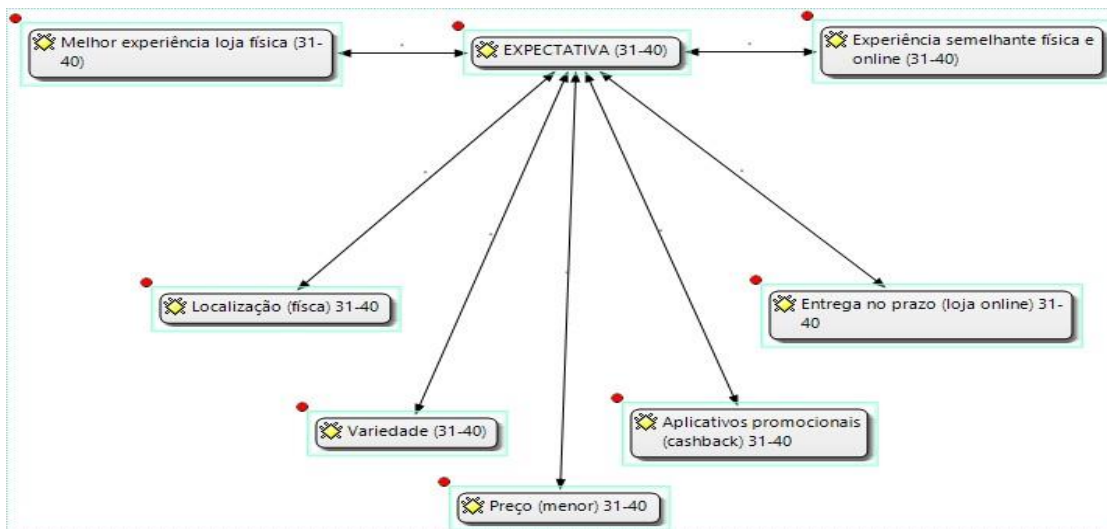 Melhor experiência loja física (31-
40)
EXPECTATIVA (31-40)
Experiência semelhante física e
online (31-40)
Localização (físca) 31-40
Entrega no prazo (loja online) 31-
40
Variedade (31-40)
Aplicativos promocionais
(cashback) 31-40
Preço (menor) 31-40